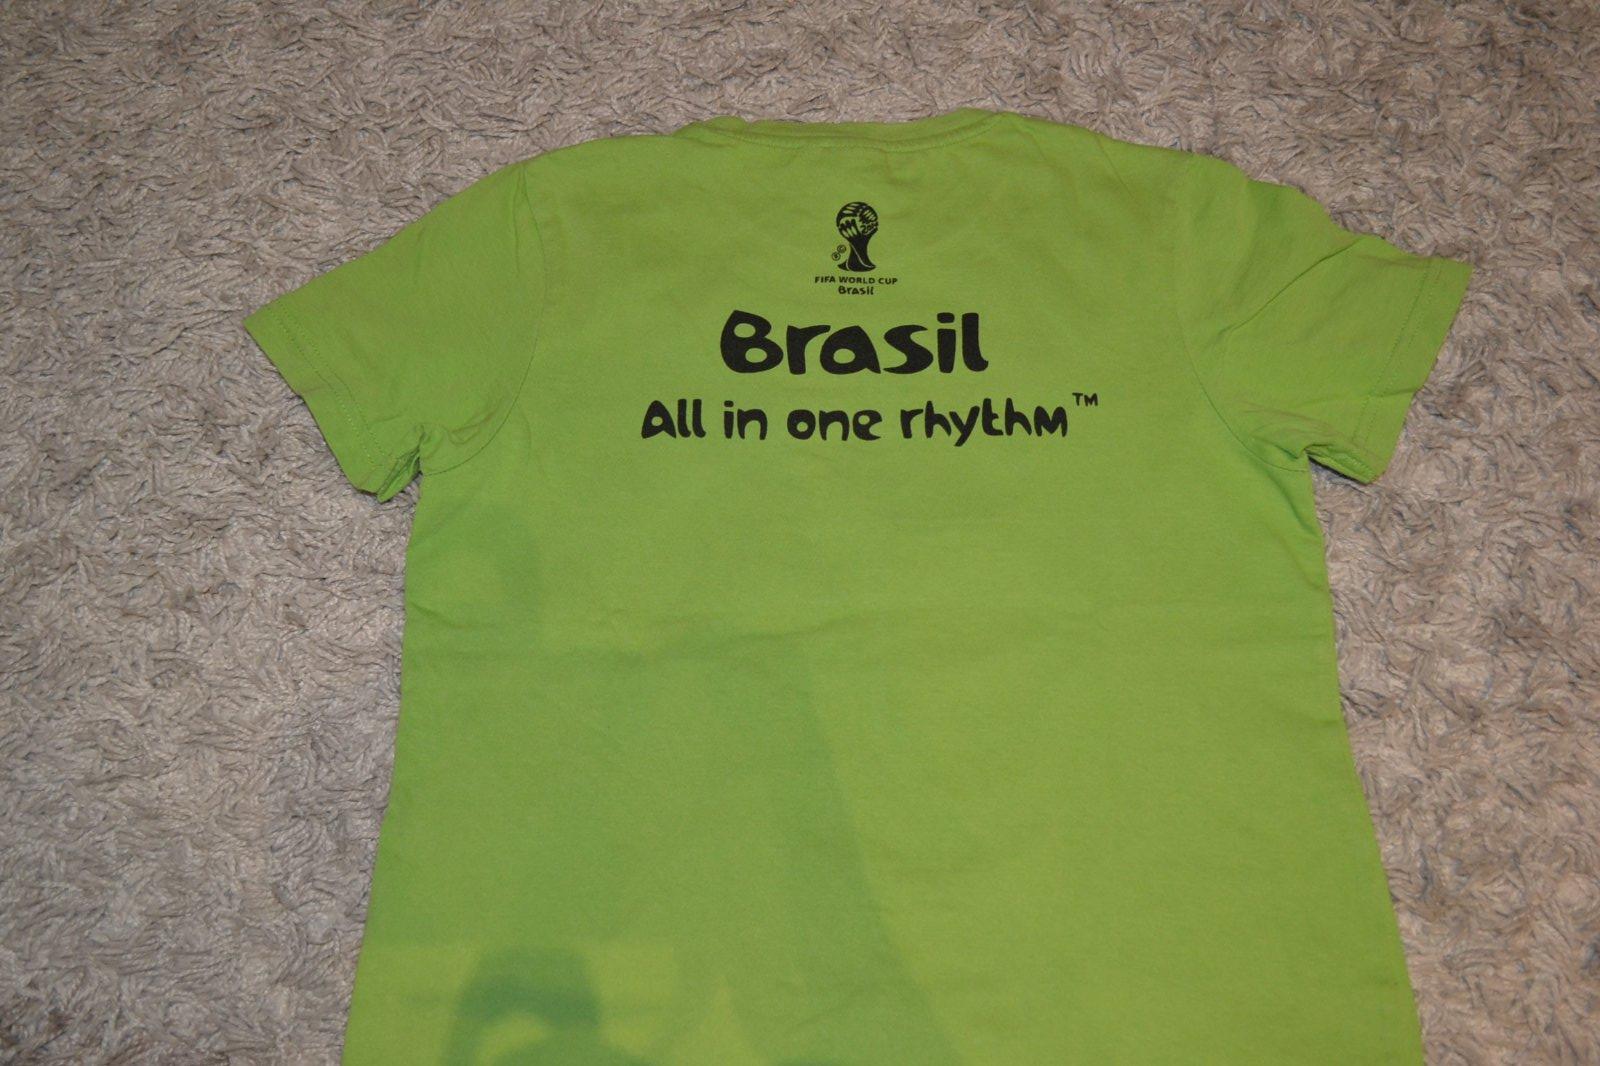 FIFA WORLD CUP
Brasil
Brasil
All in one rhythm™